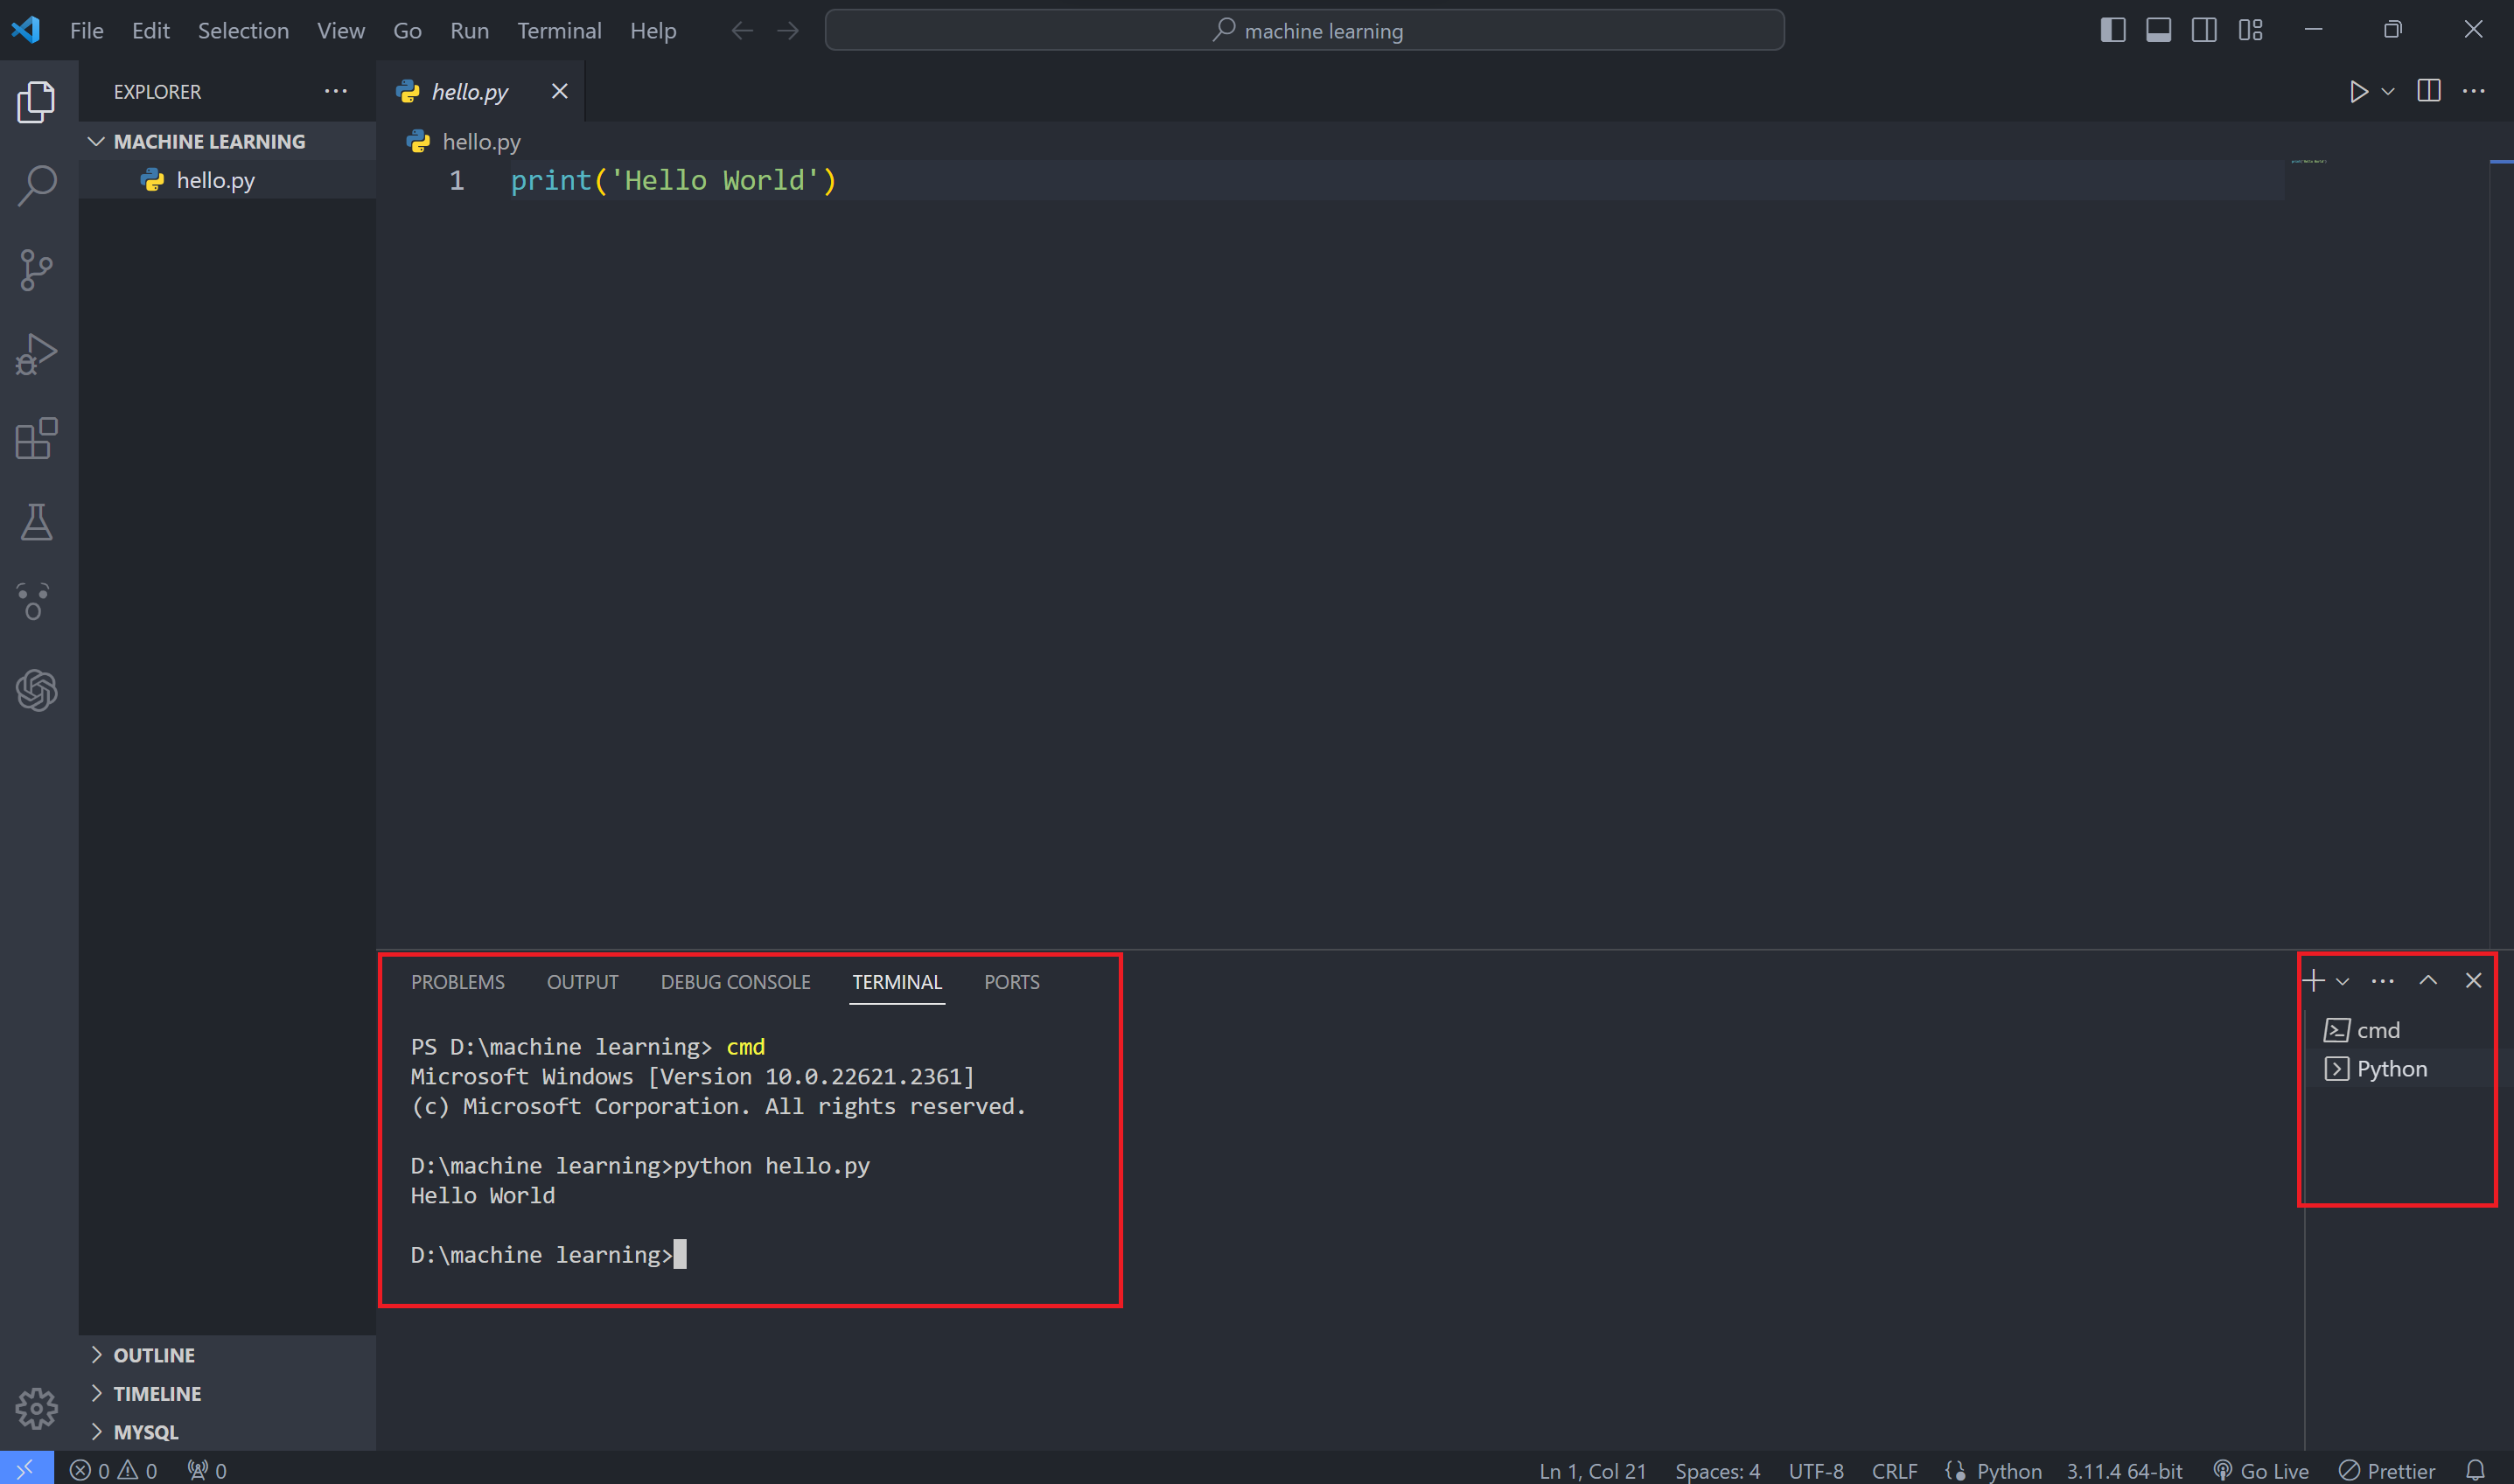 File Edit Selection View Go Run Terminal Help machine learning
EXPLORER
MACHINE LEARNING
hello.py
hello.py
hello.py
1 print('Hello World')
PROBLEMS OUTPUT DEBUG CONSOLE TERMINAL PORTS
PS D:\machine learning> cmd
Microsoft Windows [Version 10.0.22621.2361]
(c) Microsoft Corporation. All rights reserved.
D:\machine learning>python hello.py
Hello World
D:\machine learning>
cmd
Python
OUTLINE
TIMELINE
MYSQL
0 0 0 Ln 1, Col 21 Spaces: 4 UTF-8 CRLF Python 3.11.4 64-bit Go Live Prettier